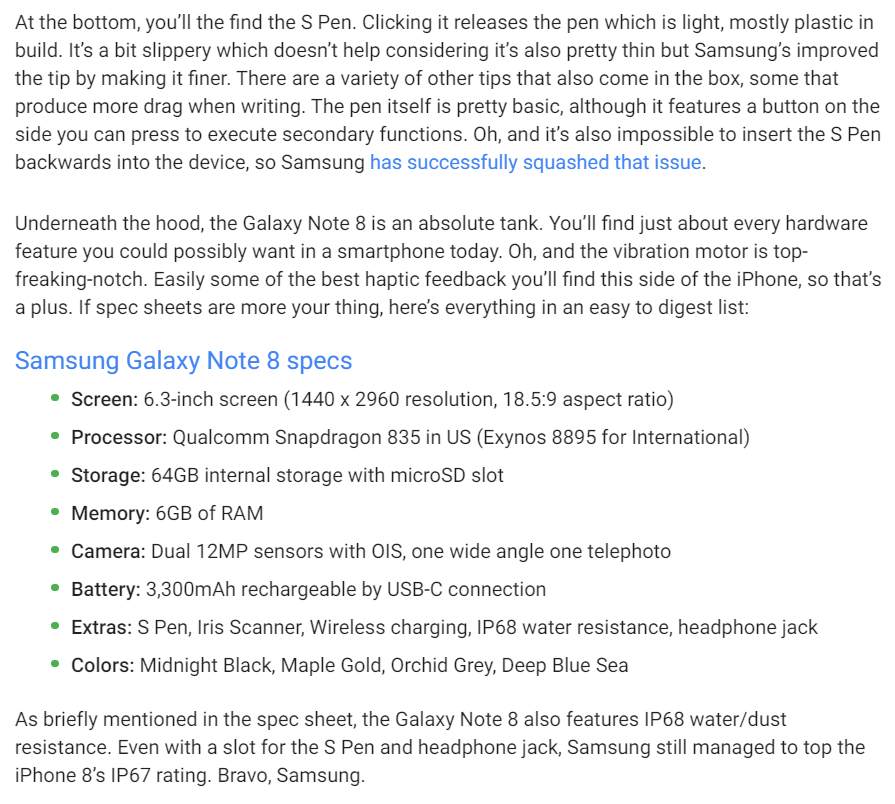 At the bottom, you’ll the find the S Pen. Clicking it releases the pen which is light, mostly plastic in
build. It’s a bit slippery which doesn’t help considering it’s also pretty thin but Samsung’s improved
the tip by making it finer. There are a variety of other tips that also come in the box, some that
produce more drag when writing. The pen itself is pretty basic, although it features a button on the
side you can press to execute secondary functions. Oh, and it’s also impossible to insert the S Pen
backwards into the device, so Samsung has successfully squashed that issue.
Underneath the hood, the Galaxy Note 8 is an absolute tank. You’ll find just about every hardware
feature you could possibly want in a smartphone today. Oh, and the vibration motor is top-
freaking-notch. Easily some of the best haptic feedback you’ll find this side of the iPhone, so that’s
a plus. If spec sheets are more your thing, here’s everything in an easy to digest list:
Samsung Galaxy Note 8 specs
• Screen: 6.3-inch screen (1440 x 2960 resolution, 18.5:9 aspect ratio)
• Processor: Qualcomm Snapdragon 835 in US (Exynos 8895 for International)
• Storage: 64GB internal storage with microSD slot
• Memory: 6GB of RAM
• Camera: Dual 12MP sensors with OIS, one wide angle one telephoto
• Battery: 3,300mAh rechargeable by USB-C connection
• Extras: S Pen, Iris Scanner, Wireless charging, IP68 water resistance, headphone jack
• Colors: Midnight Black, Maple Gold, Orchid Grey, Deep Blue Sea
As briefly mentioned in the spec sheet, the Galaxy Note 8 also features IP68 water/dust
resistance. Even with a slot for the S Pen and headphone jack, Samsung still managed to top the
iPhone 8’s IP67 rating. Bravo, Samsung.